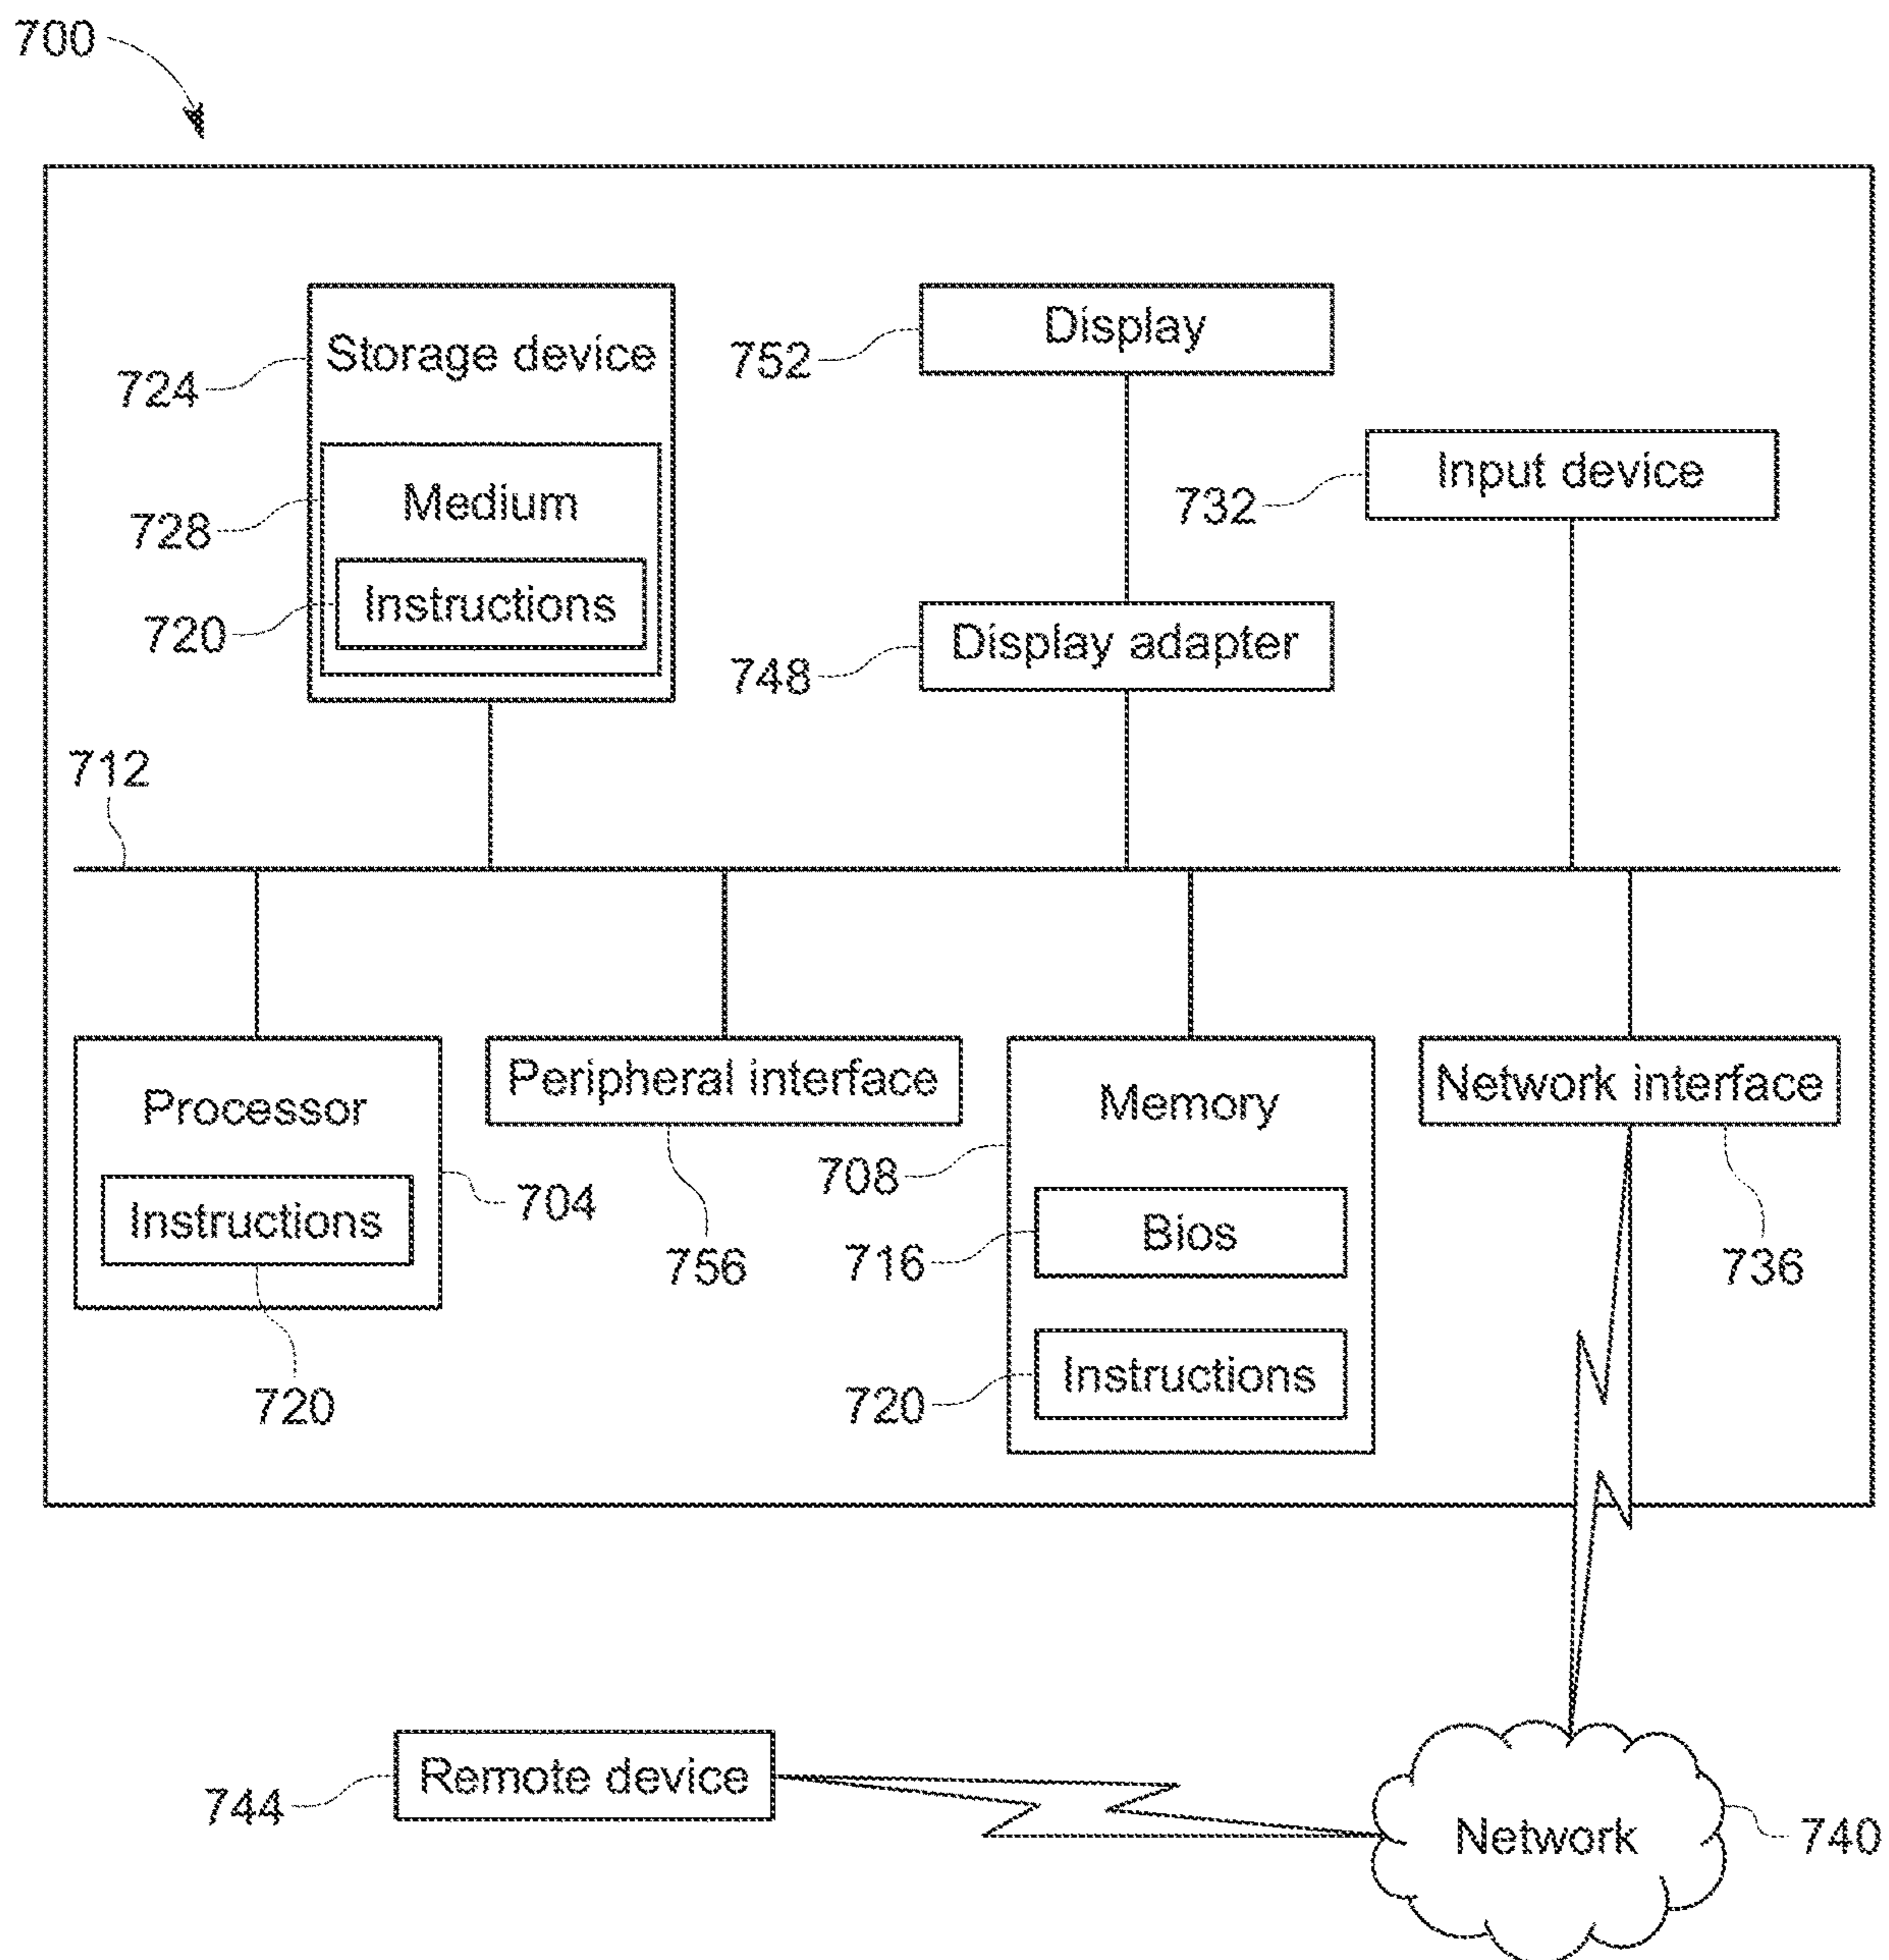 700
Storage device
724
Medium
728
Instructions
720
Display
752
Input device
732
Display adapter
748
712
Processor
Instructions
704
720
Peripheral interface
756
Memory
708
Bios
716
Instructions
720
Network interface
736
Remote device
744
Network
740